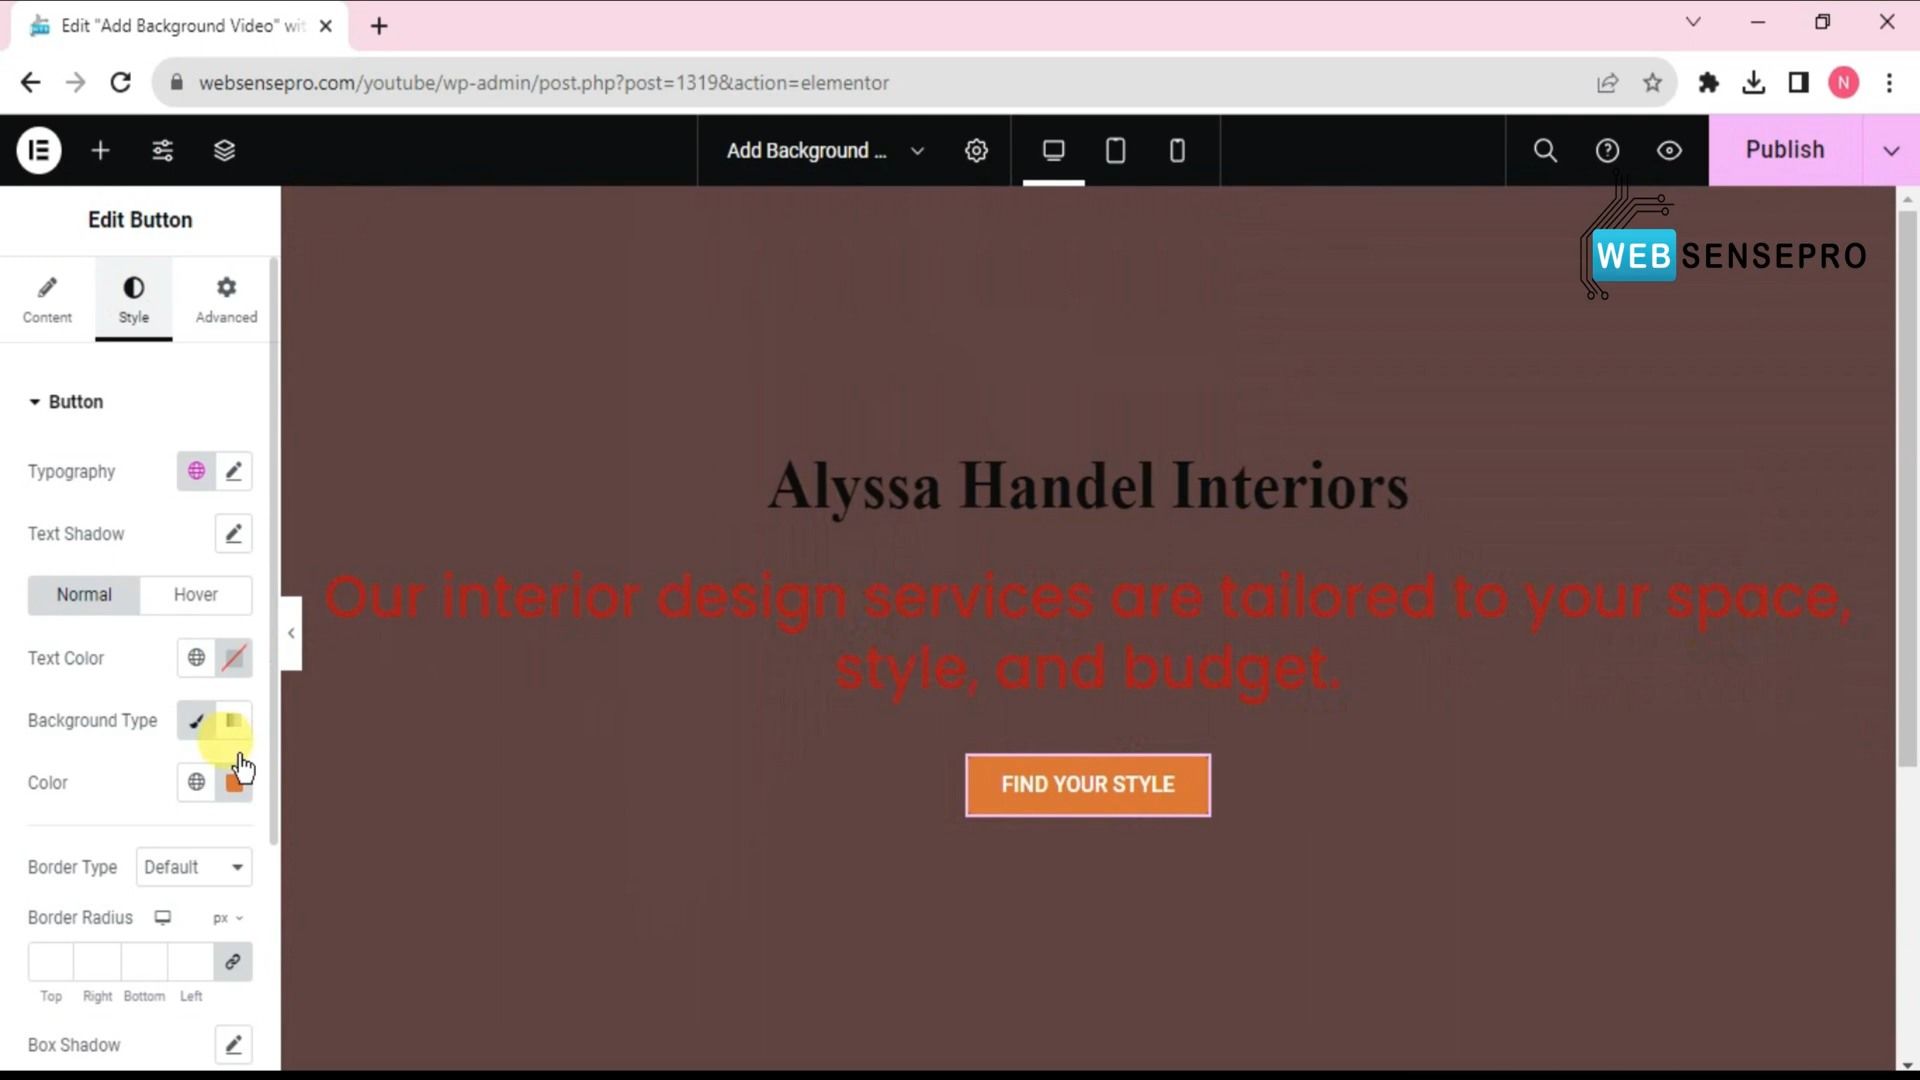 Edit "Add Background Video" wit
websensepro.com/youtube/wp-admin/post.php?post=1319&action=elementor
N
Add Background ...
Publish
Edit Button
WEB SENSEPRO
Content
Style
Advanced
Button
Typography
Text Shadow
Normal
Hover
Text Color
Background Type
Color
Border Type
Default
Border Radius
px
Top
Right
Bottom
Left
Box Shadow
Alyssa Handel Interiors
Our interior design services are tailored to your space,
style, and budget.
FIND YOUR STYLE